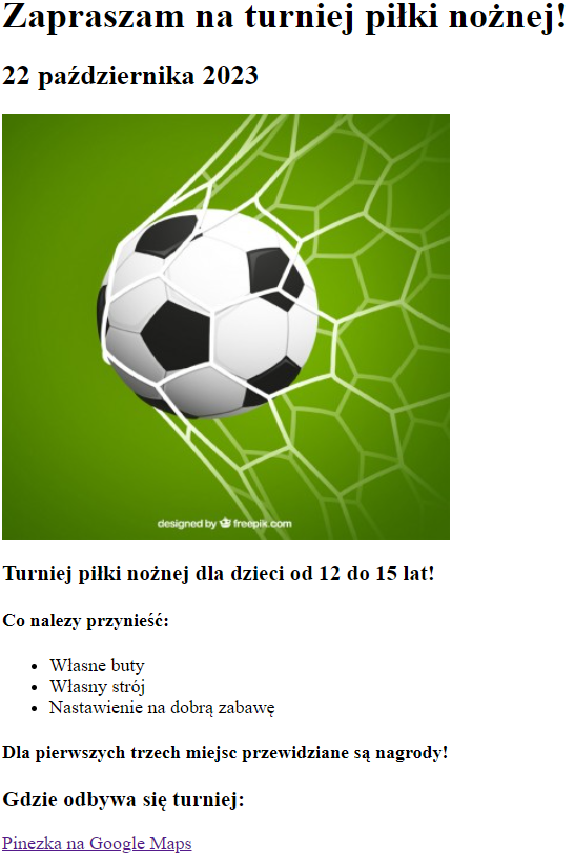 Zapraszam na turniej piłki nożnej!
22 października 2023
designed by freepik.com
Turniej piłki nożnej dla dzieci od 12 do 15 lat!
Co nalezy przynieść:
Własne buty
Własny strój
Nastawienie na dobrą zabawę
Dla pierwszych trzech miejsc przewidziane są nagrody!
Gdzie odbywa się turniej:
Pinezka na Google Maps